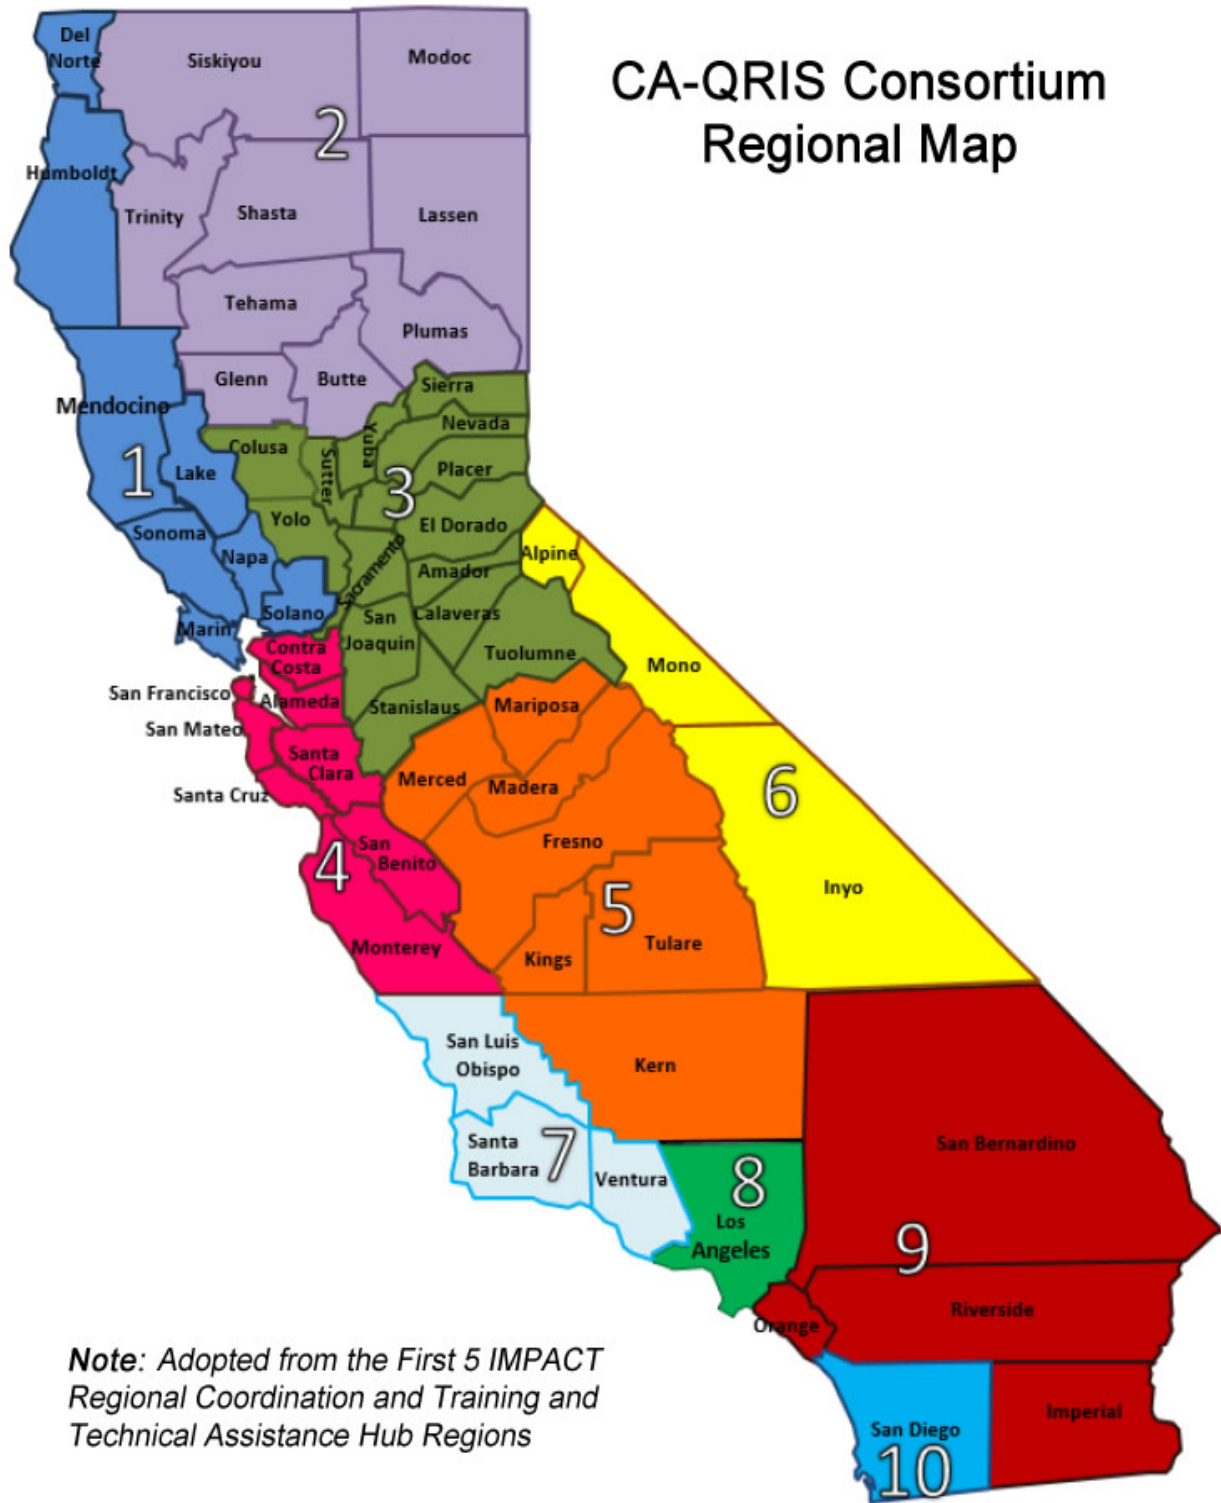 CA-QRIS Consortium
Regional Map
Del
Norte
Siskiyou
Modoc
2
Humboldt
Trinity
Shasta
Lassen
Tehama
Plumas
Glenn
Butte
Sierra
Mendocino
Nevada
Colusa
Sutter
Yuba
Placer
1
Lake
3
Yolo
El Dorado
Sonoma
Napa
Alpine
Sacramento
Amador
Solano
Marin
San
Joaquin
Calaveras
Contra
Costa
Tuolumne
Mono
San Francisco
Alameda
Stanislaus
Mariposa
San Mateo
Santa
Clara
Merced
Madera
6
Santa Cruz
San
Benito
Fresno
4
Inyo
5
Monterey
Kings
Tulare
San Luis
Obispo
Kern
Santa
Barbara
7
Ventura
8
Los
Angeles
San Bernardino
9
Riverside
Orange
Imperial
San Diego
10
Note: Adopted from the First 5 IMPACT
Regional Coordination and Training and
Technical Assistance Hub Regions